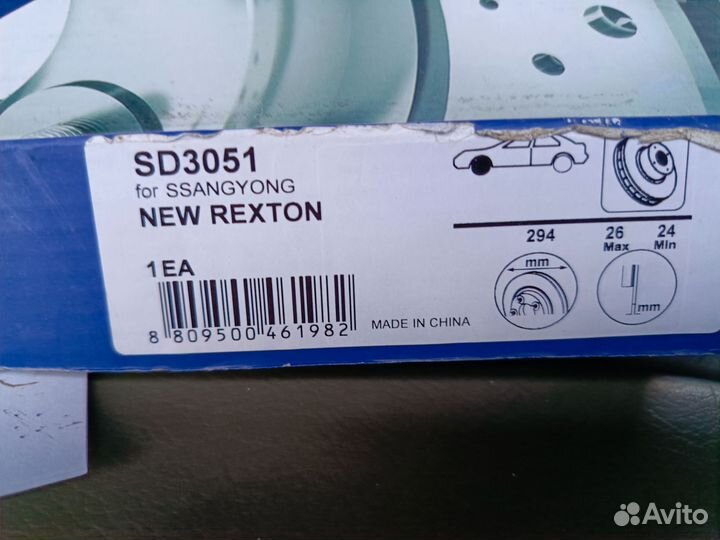 SD3051
for SSANGYONG
NEW REXTON
1EA
8 809500 461982
MADE IN CHINA
294
26 24
Max Min
mm
mm
Avito